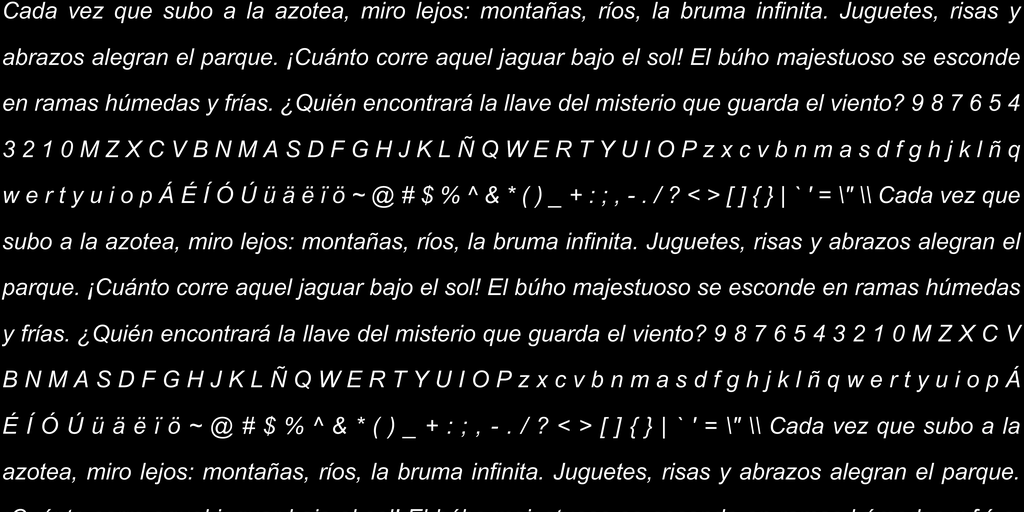 Cada vez que subo a la azotea, miro lejos: montañas, ríos, la bruma infinita. Juguetes, risas y
abrazos alegran el parque. ¡Cuánto corre aquel jaguar bajo el sol! El búho majestuoso se esconde
en ramas húmedas y frías. ¿Quién encontrará la llave del misterio que guarda el viento? 9 8 7 6 5 4
3 2 1 0 M Z X C V B N M A S D F G H J K L Ñ Q W E R T Y U I O P z x c v b n m a s d f g h j k l ñ q
w e r t y u i o p Á É Í Ó Ú ü ä ë ï ö ~ @ # $ % ^ & * ( ) _ + : ; , - . / ? < > [ ] { } | ` ' = \" \\ Cada vez que
subo a la azotea, miro lejos: montañas, ríos, la bruma infinita. Juguetes, risas y abrazos alegran el
parque. ¡Cuánto corre aquel jaguar bajo el sol! El búho majestuoso se esconde en ramas húmedas
y frías. ¿Quién encontrará la llave del misterio que guarda el viento? 9 8 7 6 5 4 3 2 1 0 M Z X C V
B N M A S D F G H J K L Ñ Q W E R T Y U I O P z x c v b n m a s d f g h j k l ñ q w e r t y u i o p Á
É Í Ó Ú ü ä ë ï ö ~ @ # $ % ^ & * ( ) _ + : ; , - . / ? < > [ ] { } | ` ' = \" \\ Cada vez que subo a la
azotea, miro lejos: montañas, ríos, la bruma infinita. Juguetes, risas y abrazos alegran el parque.